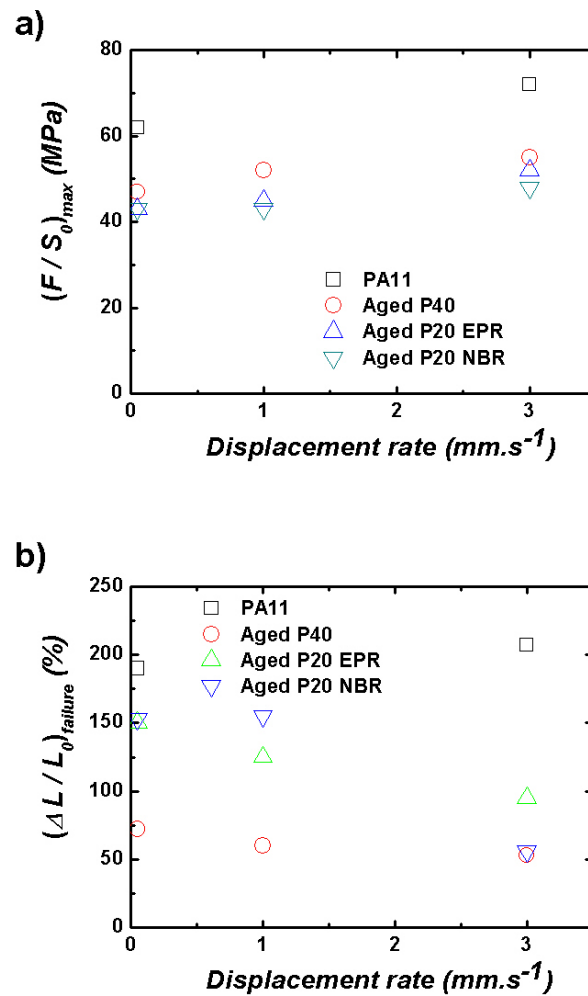 a)
(F / S0)max (MPa)
80
60
40
20
0
PA11
Aged P40
Aged P20 EPR
Aged P20 NBR
0 1 2 3
Displacement rate (mm.s-1)
b)
(Δ L / L0)failure (%)
250
200
150
100
50
0
PA11
Aged P40
Aged P20 EPR
Aged P20 NBR
0 1 2 3
Displacement rate (mm.s-1)